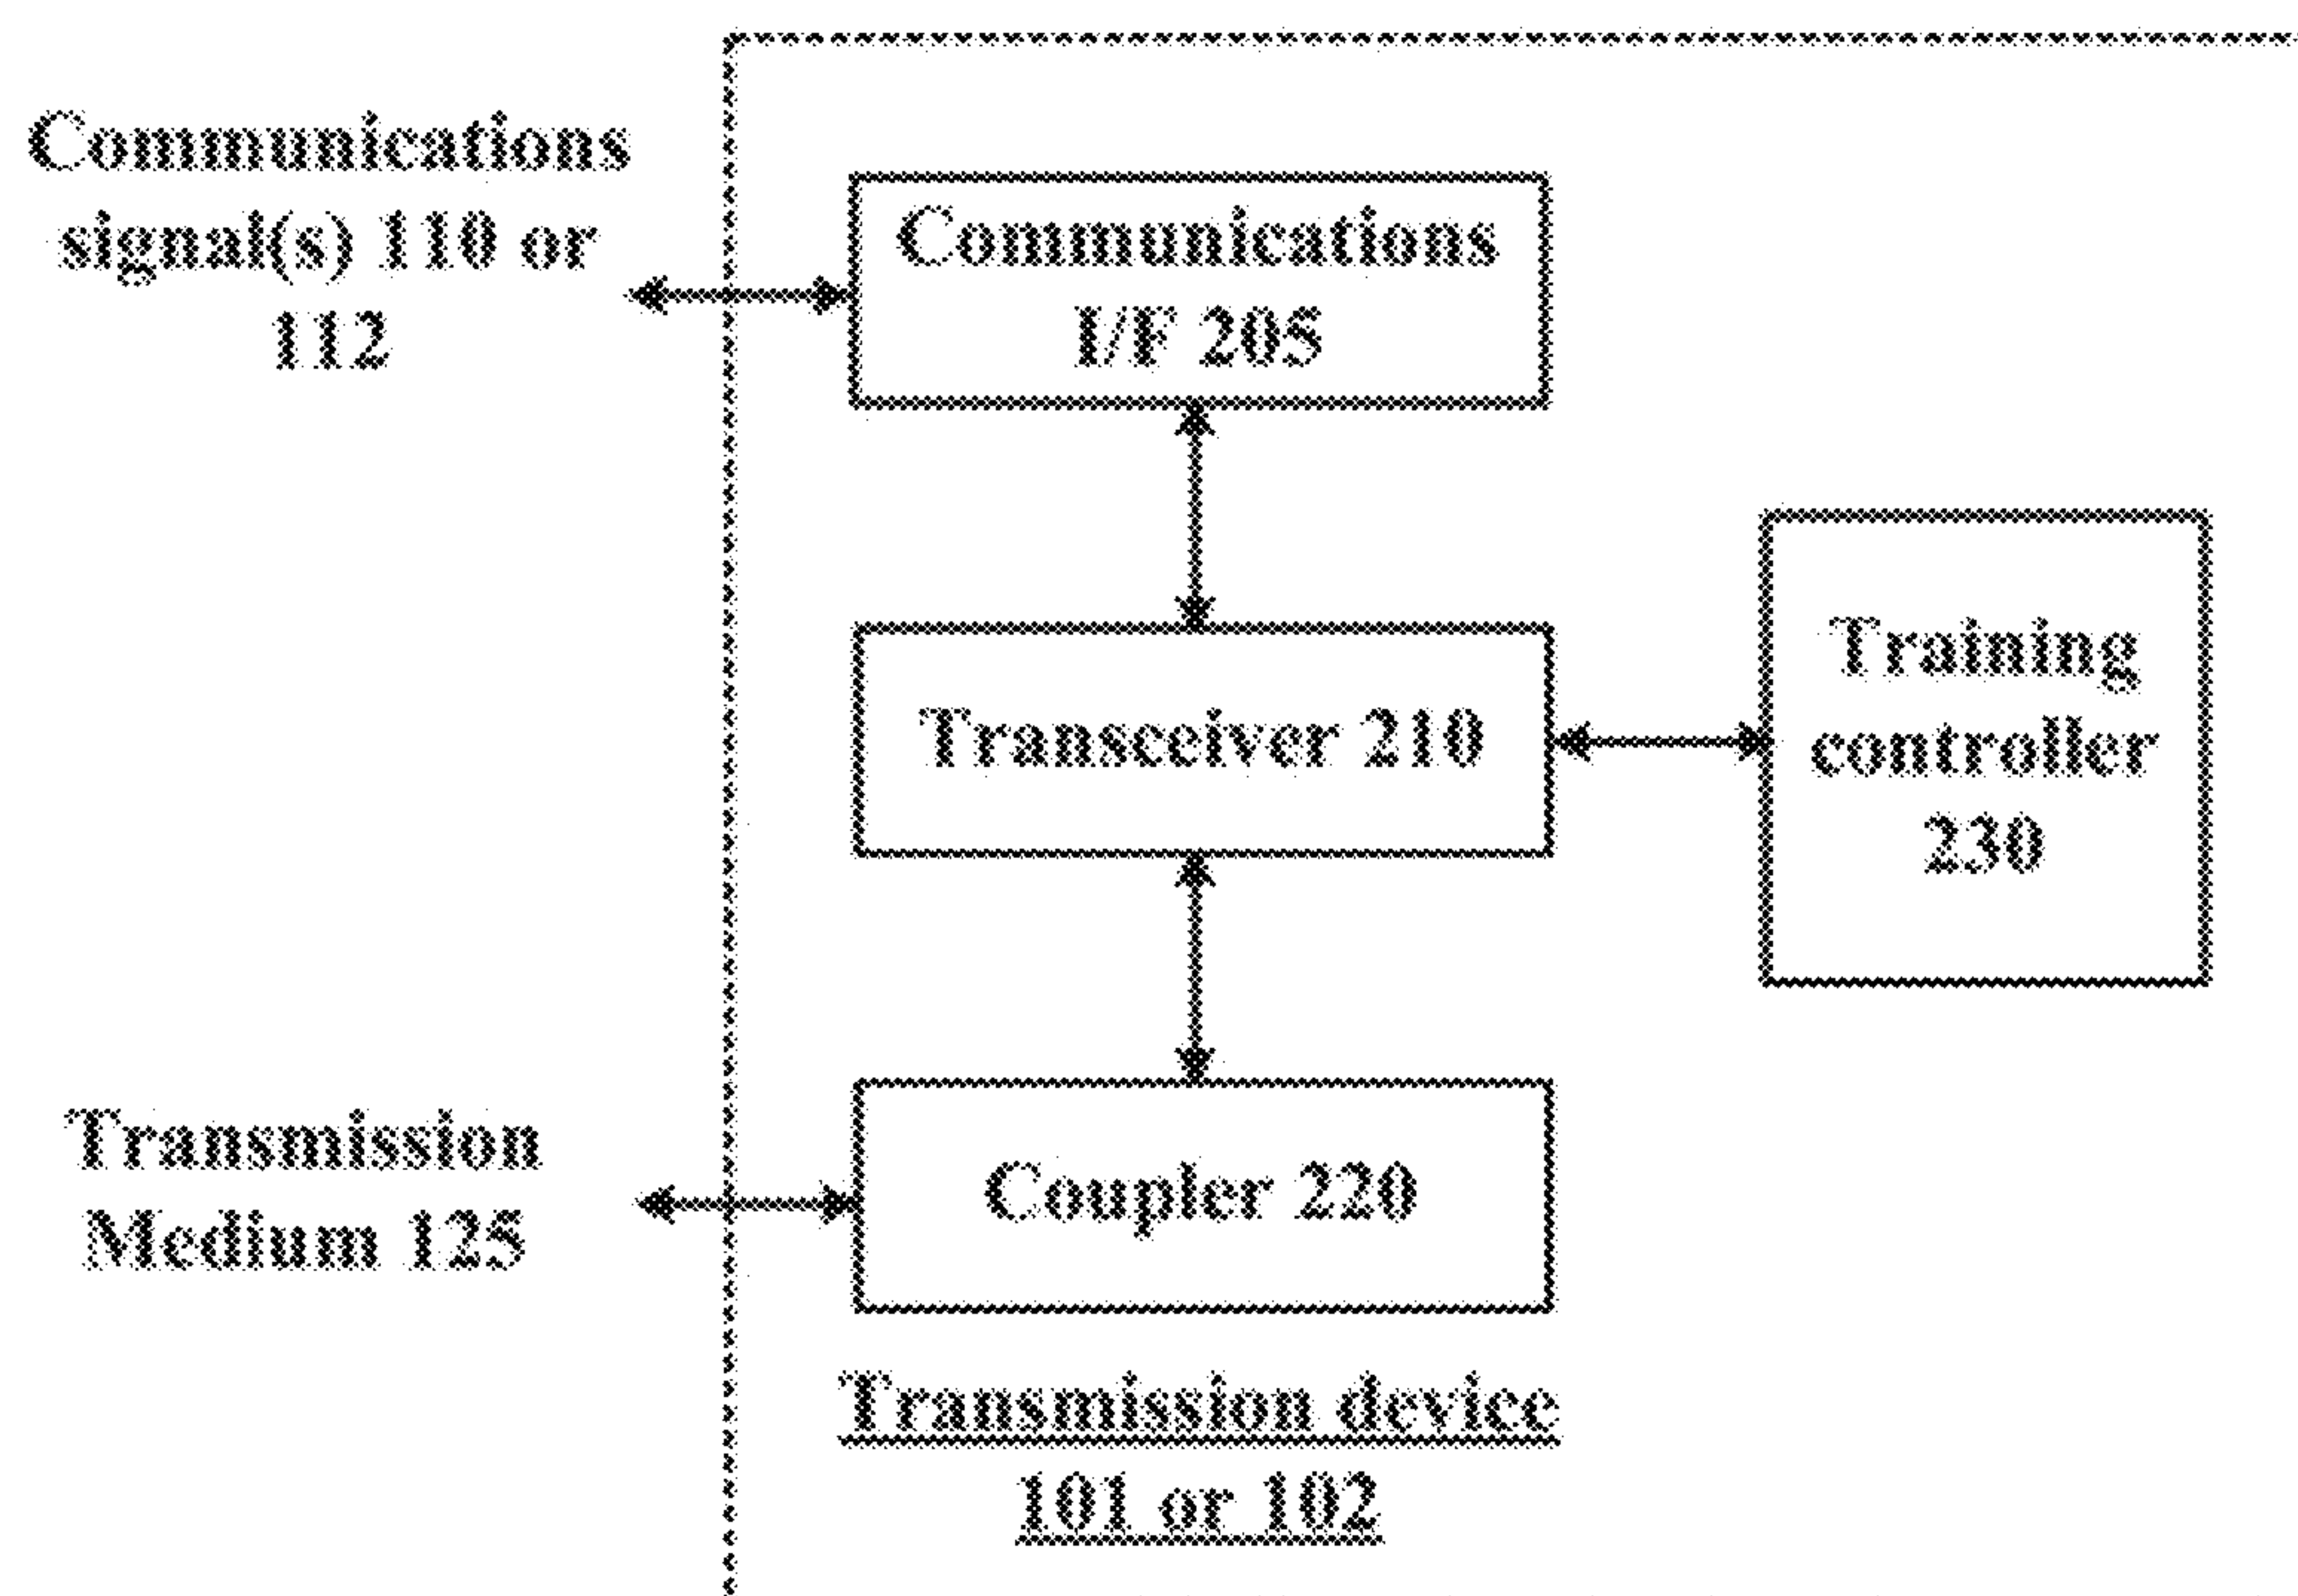 Communications
signal(s) 110 or
112
Communications
I/F 205
Transceiver 210
Training
controller
230
Transmission
Medium 125
Coupler 220
Transmission device
101 or 102